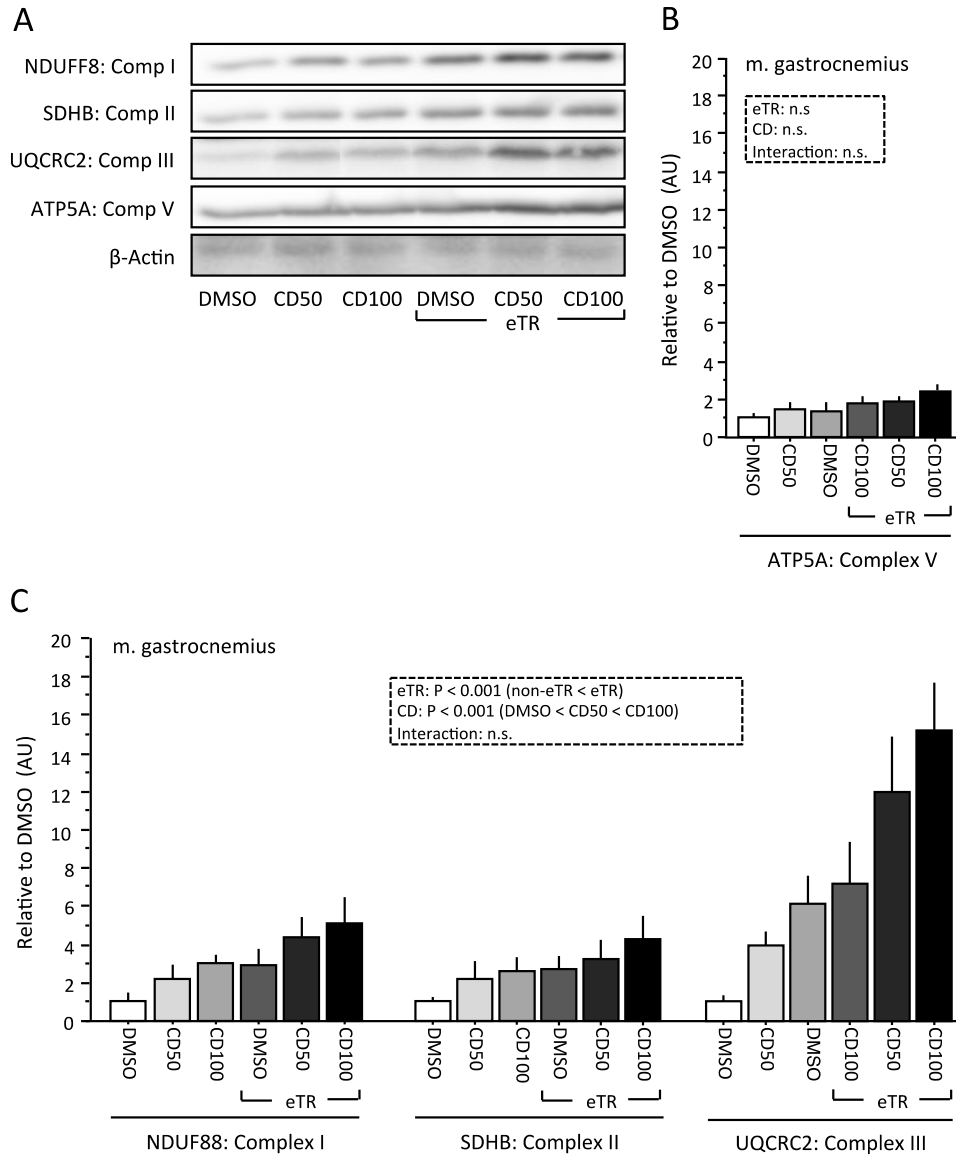 A
NDUFF8: Comp I
SDHB: Comp II
UQCRC2: Comp III
ATP5A: Comp V
β-Actin
DMSO CD50 CD100 DMSO CD50 CD100
eTR
B
m. gastrocnemius
eTR: n.s
CD: n.s.
Interaction: n.s.
Relative to DMSO (AU)
20
18
16
14
12
10
8
6
4
2
0
DMSO CD50 DMSO CD100 CD50 CD100
eTR
ATP5A: Complex V
C
m. gastrocnemius
eTR: P < 0.001 (non-eTR < eTR)
CD: P < 0.001 (DMSO < CD50 < CD100)
Interaction: n.s.
Relative to DMSO (AU)
20
18
16
14
12
10
8
6
4
2
0
DMSO CD50 CD100 DMSO CD50 CD100
eTR
NDUF88: Complex I
DMSO CD50 CD100 DMSO CD50 CD100
eTR
SDHB: Complex II
DMSO CD50 DMSO CD100 CD50 CD100
eTR
UQCRC2: Complex III